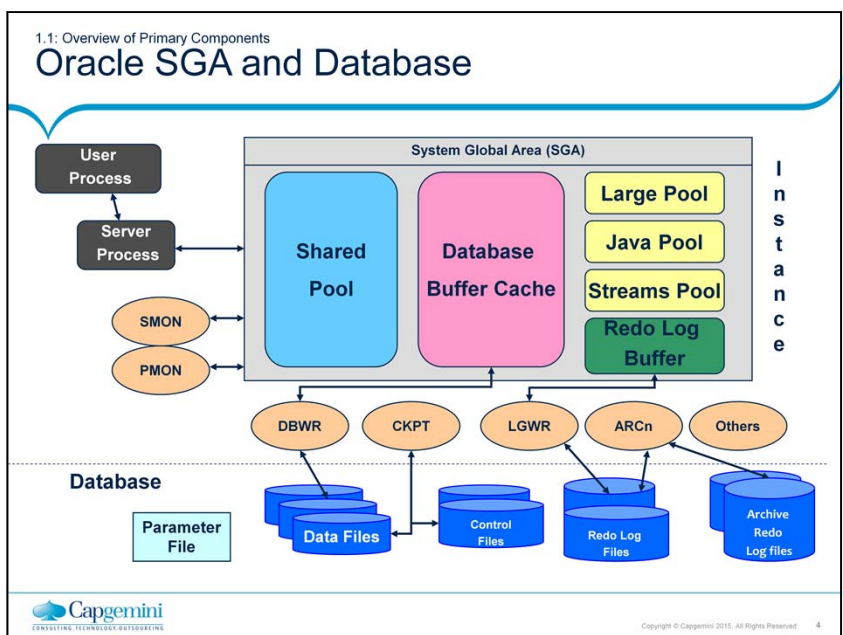 1.1: Overview of Primary Components
Oracle SGA and Database
User
Process
Server
Process
SMON
PMON
System Global Area (SGA)
Shared
Pool
Database
Buffer Cache
Large Pool
Java Pool
Streams Pool
Redo Log
Buffer
I
n
s
t
a
n
c
e
DBWR
CKPT
LGWR
ARCn
Others
Database
Parameter
File
Data Files
Control
Files
Redo Log
Files
Archive
Redo
Log files
Capgemini
CONSULTING.TECHNOLOGY.OUTSOURCING
Copyright © Capgemini 2015. All Rights Reserved 4